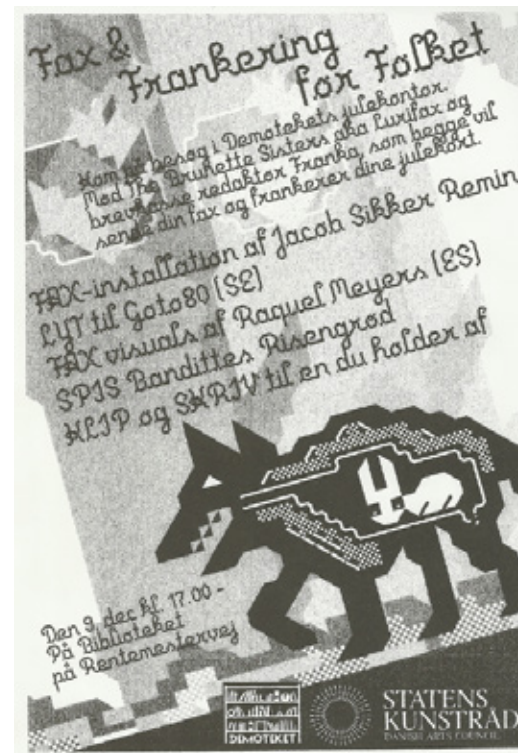 Fax &
Frankering
for Folket
Kom på besøg i Demotekets julekontor.
Mød The Brunette Sisters aka Lurifax og
brevkasse redaktør Franka, som begge vil
sende din fax og frankerer dine julekort.
FAX-installation af Jacob Sikker Remin
LYT til Goto80 (SE)
FAX visuals af Raquel Meyers (ES)
SPIS Bandittes Risengrød
KLIP og SKRIV til en du holder af
Den 9. dec kl. 17.00 -
På Biblioteket
på Rentemestervej
DEMOTEKET
STATENS
KUNSTRÅD
DANISH ARTS COUNCIL